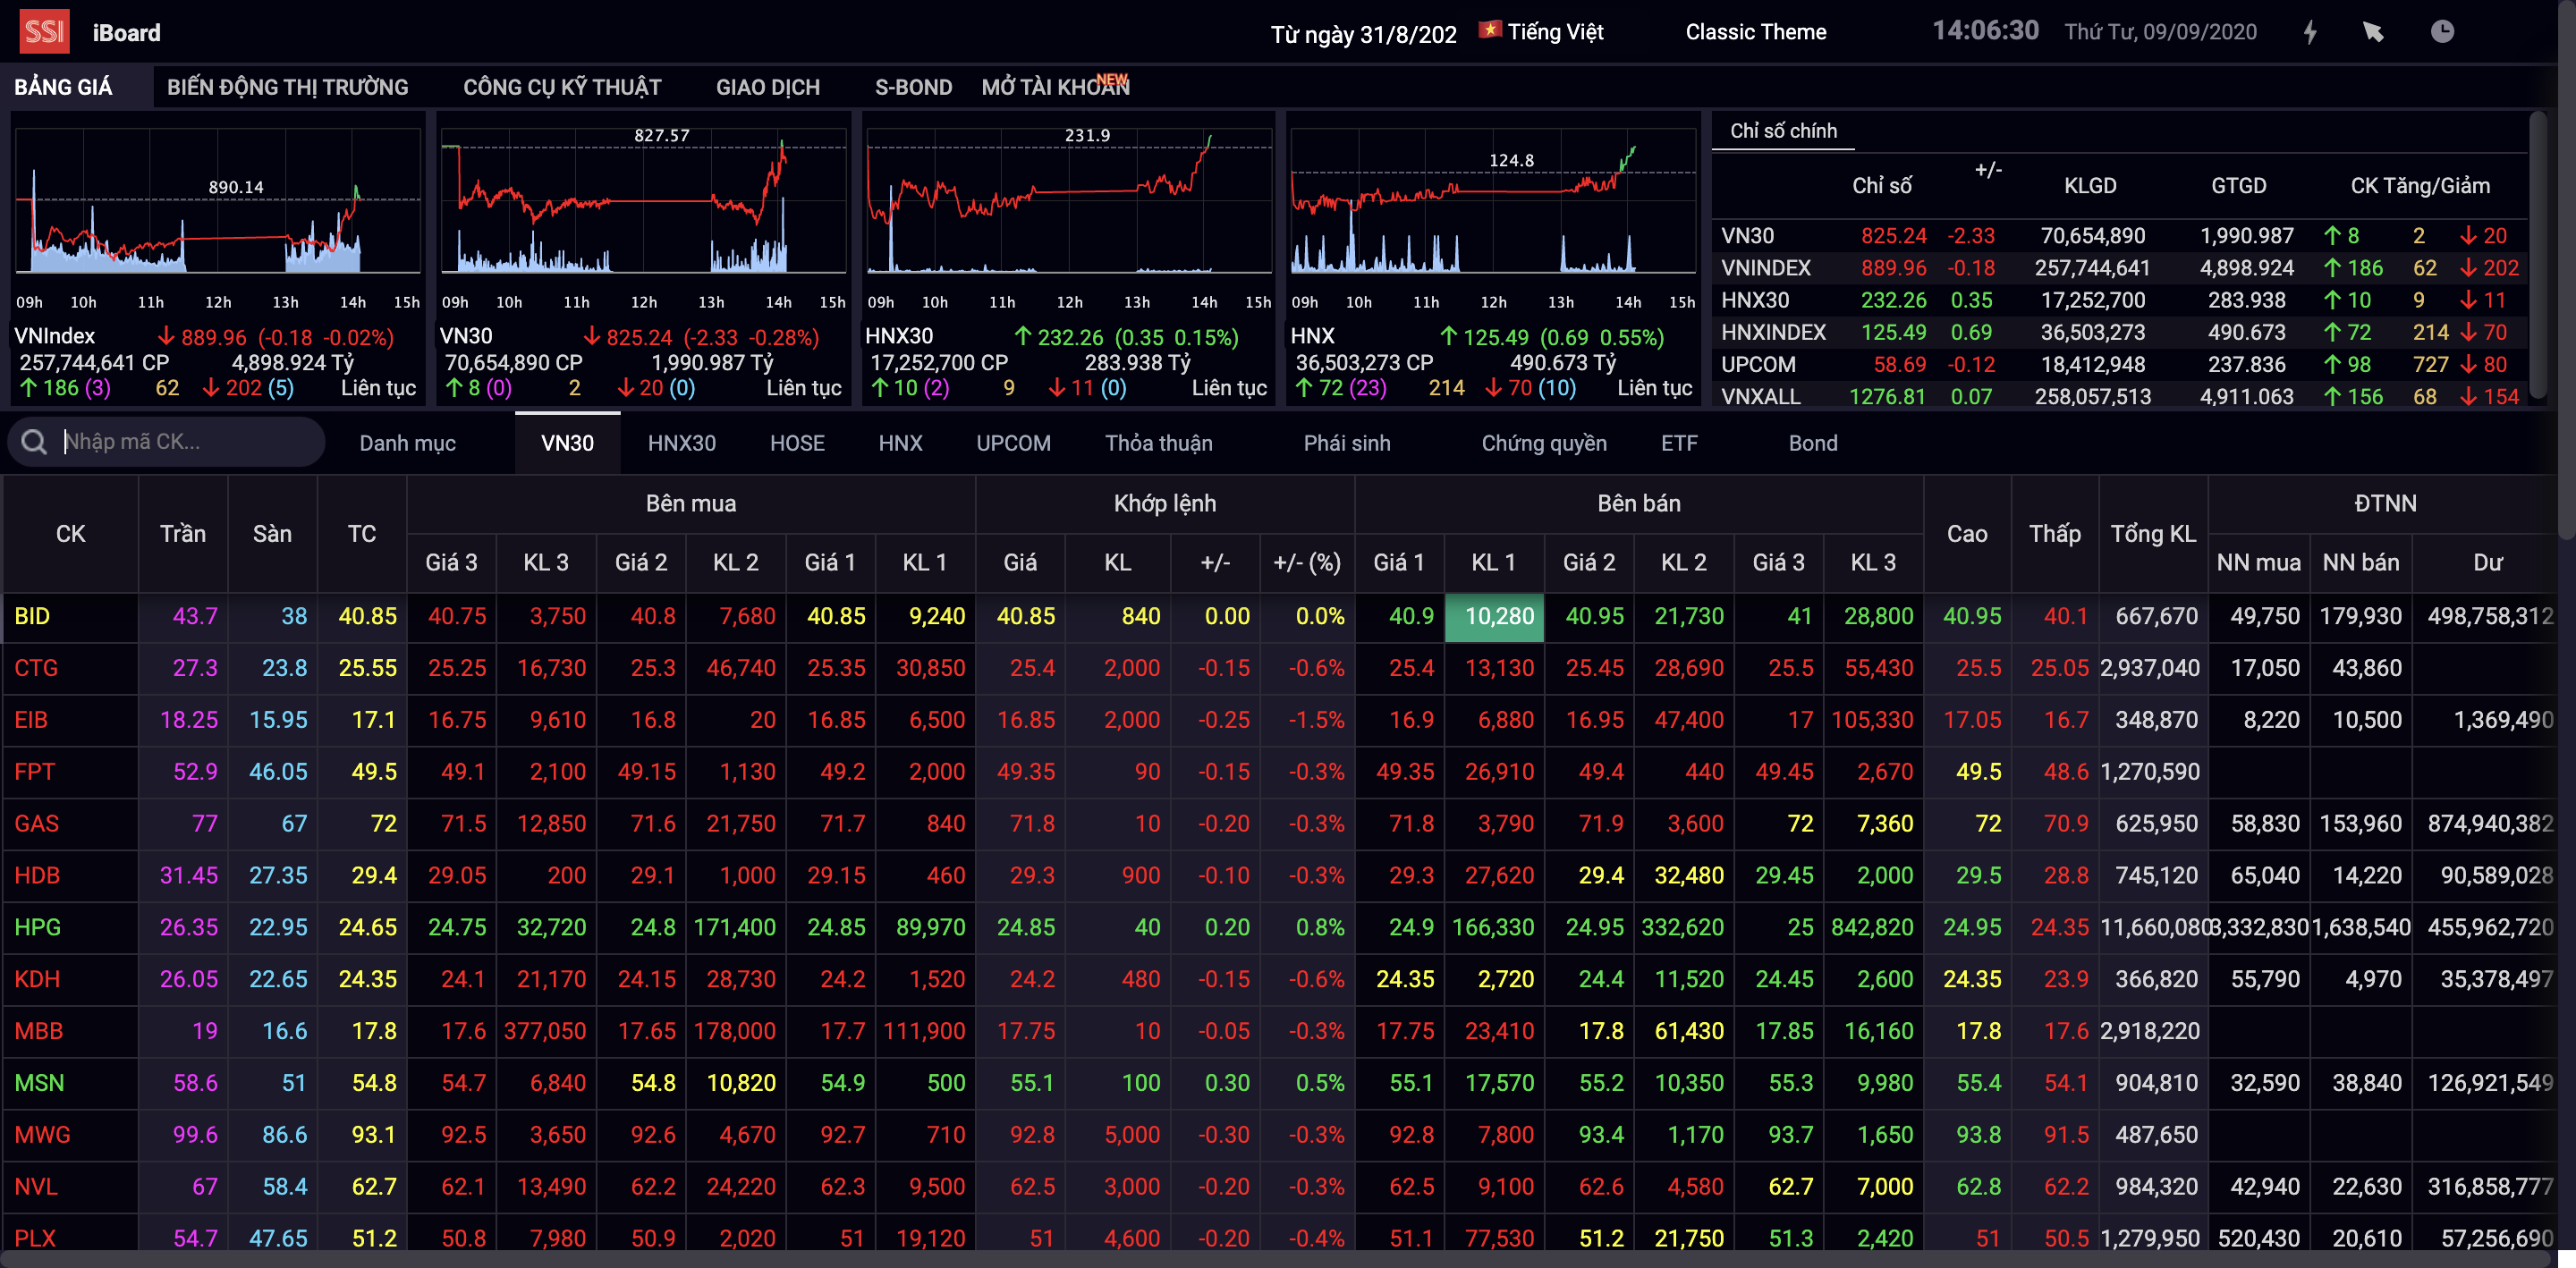 SSI iBoard Từ ngày 31/8/202 Tiếng Việt Classic Theme 14:06:30 Thứ Tư, 09/09/2020
BẢNG GIÁ BIẾN ĐỘNG THỊ TRƯỜNG CÔNG CỤ KỸ THUẬT GIAO DỊCH S-BOND MỞ TÀI KHOẢN NEW
890.14
09h 10h 11h 12h 13h 14h 15h
VNIndex 889.96 (-0.18 -0.02%)
257,744,641 CP 4,898.924 Tỷ
186 (3) 62 202 (5) Liên tục
827.57
09h 10h 11h 12h 13h 14h 15h
VN30 825.24 (-2.33 -0.28%)
70,654,890 CP 1,990.987 Tỷ
8 (0) 2 20 (0) Liên tục
231.9
09h 10h 11h 12h 13h 14h 15h
HNX30 232.26 (0.35 0.15%)
17,252,700 CP 283.938 Tỷ
10 (2) 9 11 (0) Liên tục
124.8
09h 10h 11h 12h 13h 14h 15h
HNX 125.49 (0.69 0.55%)
36,503,273 CP 490.673 Tỷ
72 (23) 214 70 (10) Liên tục
Chỉ số chính
Chỉ số +/- KLGD GTGD CK Tăng/Giảm
VN30 825.24 -2.33 70,654,890 1,990.987 8 2 20
VNINDEX 889.96 -0.18 257,744,641 4,898.924 186 62 202
HNX30 232.26 0.35 17,252,700 283.938 10 9 11
HNXINDEX 125.49 0.69 36,503,273 490.673 72 214 70
UPCOM 58.69 -0.12 18,412,948 237.836 98 727 80
VNXALL 1276.81 0.07 258,057,513 4,911.063 156 68 154
Nhập mã CK... Danh mục VN30 HNX30 HOSE HNX UPCOM Thỏa thuận Phái sinh Chứng quyền ETF Bond
CK Trần Sàn TC Bên mua Khớp lệnh Bên bán Cao Thấp Tổng KL ĐTNN
Giá 3 KL 3 Giá 2 KL 2 Giá 1 KL 1 Giá KL +/- +/- (%) Giá 1 KL 1 Giá 2 KL 2 Giá 3 KL 3 NN mua NN bán Dư
BID 43.7 38 40.85 40.75 3,750 40.8 7,680 40.85 9,240 40.85 840 0.00 0.0% 40.9 10,280 40.95 21,730 41 28,800 40.95 40.1 667,670 49,750 179,930 498,758,312
CTG 27.3 23.8 25.55 25.25 16,730 25.3 46,740 25.35 30,850 25.4 2,000 -0.15 -0.6% 25.4 13,130 25.45 28,690 25.5 55,430 25.5 25.05 2,937,040 17,050 43,860
EIB 18.25 15.95 17.1 16.75 9,610 16.8 20 16.85 6,500 16.85 2,000 -0.25 -1.5% 16.9 6,880 16.95 47,400 17 105,330 17.05 16.7 348,870 8,220 10,500 1,369,490
FPT 52.9 46.05 49.5 49.1 2,100 49.15 1,130 49.2 2,000 49.35 90 -0.15 -0.3% 49.35 26,910 49.4 440 49.45 2,670 49.5 48.6 1,270,590
GAS 77 67 72 71.5 12,850 71.6 21,750 71.7 840 71.8 10 -0.20 -0.3% 71.8 3,790 71.9 3,600 72 7,360 72 70.9 625,950 58,830 153,960 874,940,382
HDB 31.45 27.35 29.4 29.05 200 29.1 1,000 29.15 460 29.3 900 -0.10 -0.3% 29.3 27,620 29.4 32,480 29.45 2,000 29.5 28.8 745,120 65,040 14,220 90,589,028
HPG 26.35 22.95 24.65 24.75 32,720 24.8 171,400 24.85 89,970 24.85 40 0.20 0.8% 24.9 166,330 24.95 332,620 25 842,820 24.95 24.35 11,660,080 3,332,830 1,638,540 455,962,720
KDH 26.05 22.65 24.35 24.1 21,170 24.15 28,730 24.2 1,520 24.2 480 -0.15 -0.6% 24.35 2,720 24.4 11,520 24.45 2,600 24.35 23.9 366,820 55,790 4,970 35,378,497
MBB 19 16.6 17.8 17.6 377,050 17.65 178,000 17.7 111,900 17.75 10 -0.05 -0.3% 17.75 23,410 17.8 61,430 17.85 16,160 17.8 17.6 2,918,220
MSN 58.6 51 54.8 54.7 6,840 54.8 10,820 54.9 500 55.1 100 0.30 0.5% 55.1 17,570 55.2 10,350 55.3 9,980 55.4 54.1 904,810 32,590 38,840 126,921,549
MWG 99.6 86.6 93.1 92.5 3,650 92.6 4,670 92.7 710 92.8 5,000 -0.30 -0.3% 92.8 7,800 93.4 1,170 93.7 1,650 93.8 91.5 487,650
NVL 67 58.4 62.7 62.1 13,490 62.2 24,220 62.3 9,500 62.5 3,000 -0.20 -0.3% 62.5 9,100 62.6 4,580 62.7 7,000 62.8 62.2 984,320 42,940 22,630 316,858,777
PLX 54.7 47.65 51.2 50.8 7,980 50.9 2,020 51 19,120 51 4,600 -0.20 -0.4% 51.1 77,530 51.2 21,750 51.3 2,420 51 50.5 1,279,950 520,430 20,610 57,256,690